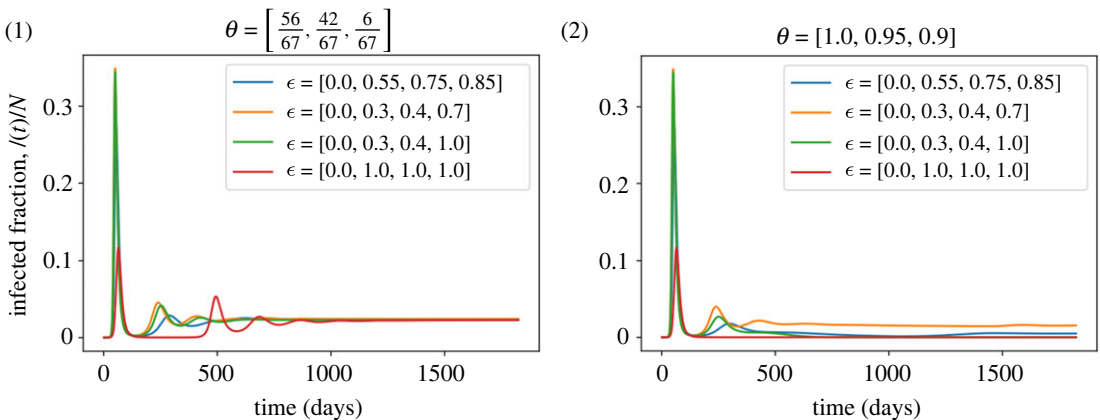 (1)
θ = [56/67, 42/67, 6/67]
infected fraction, I(t)/N
0.3
0.2
0.1
0
ϵ = [0.0, 0.55, 0.75, 0.85]
ϵ = [0.0, 0.3, 0.4, 0.7]
ϵ = [0.0, 0.3, 0.4, 1.0]
ϵ = [0.0, 1.0, 1.0, 1.0]
0 500 1000 1500
time (days)
(2)
θ = [1.0, 0.95, 0.9]
0.3
0.2
0.1
0
ϵ = [0.0, 0.55, 0.75, 0.85]
ϵ = [0.0, 0.3, 0.4, 0.7]
ϵ = [0.0, 0.3, 0.4, 1.0]
ϵ = [0.0, 1.0, 1.0, 1.0]
0 500 1000 1500
time (days)